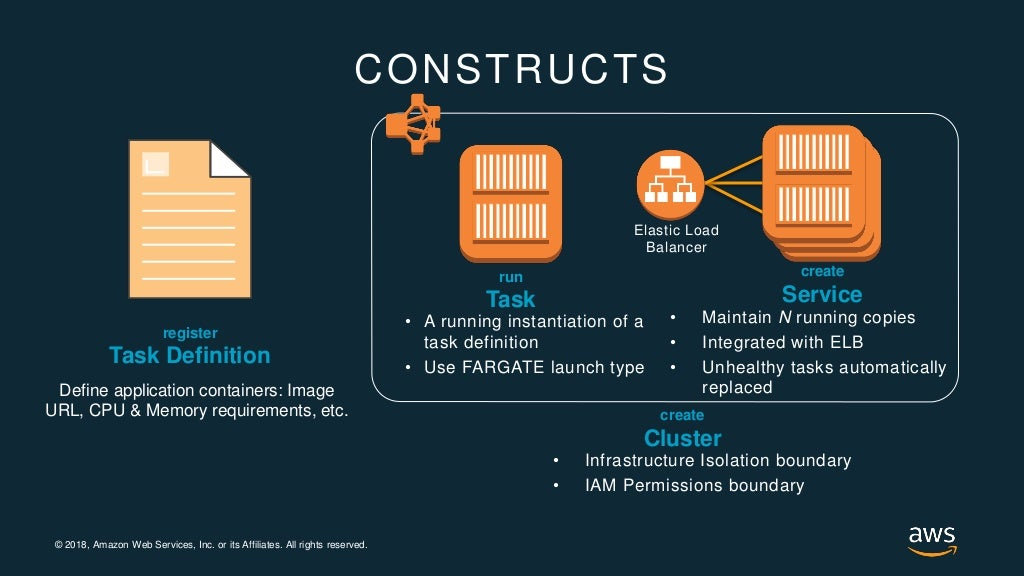 CONSTRUCTS
register
Task Definition
Define application containers: Image
URL, CPU & Memory requirements, etc.
run
Task
• A running instantiation of a
task definition
• Use FARGATE launch type
Elastic Load
Balancer
create
Service
• Maintain N running copies
• Integrated with ELB
• Unhealthy tasks automatically
replaced
create
Cluster
• Infrastructure Isolation boundary
• IAM Permissions boundary
© 2018, Amazon Web Services, Inc. or its Affiliates. All rights reserved.
aws